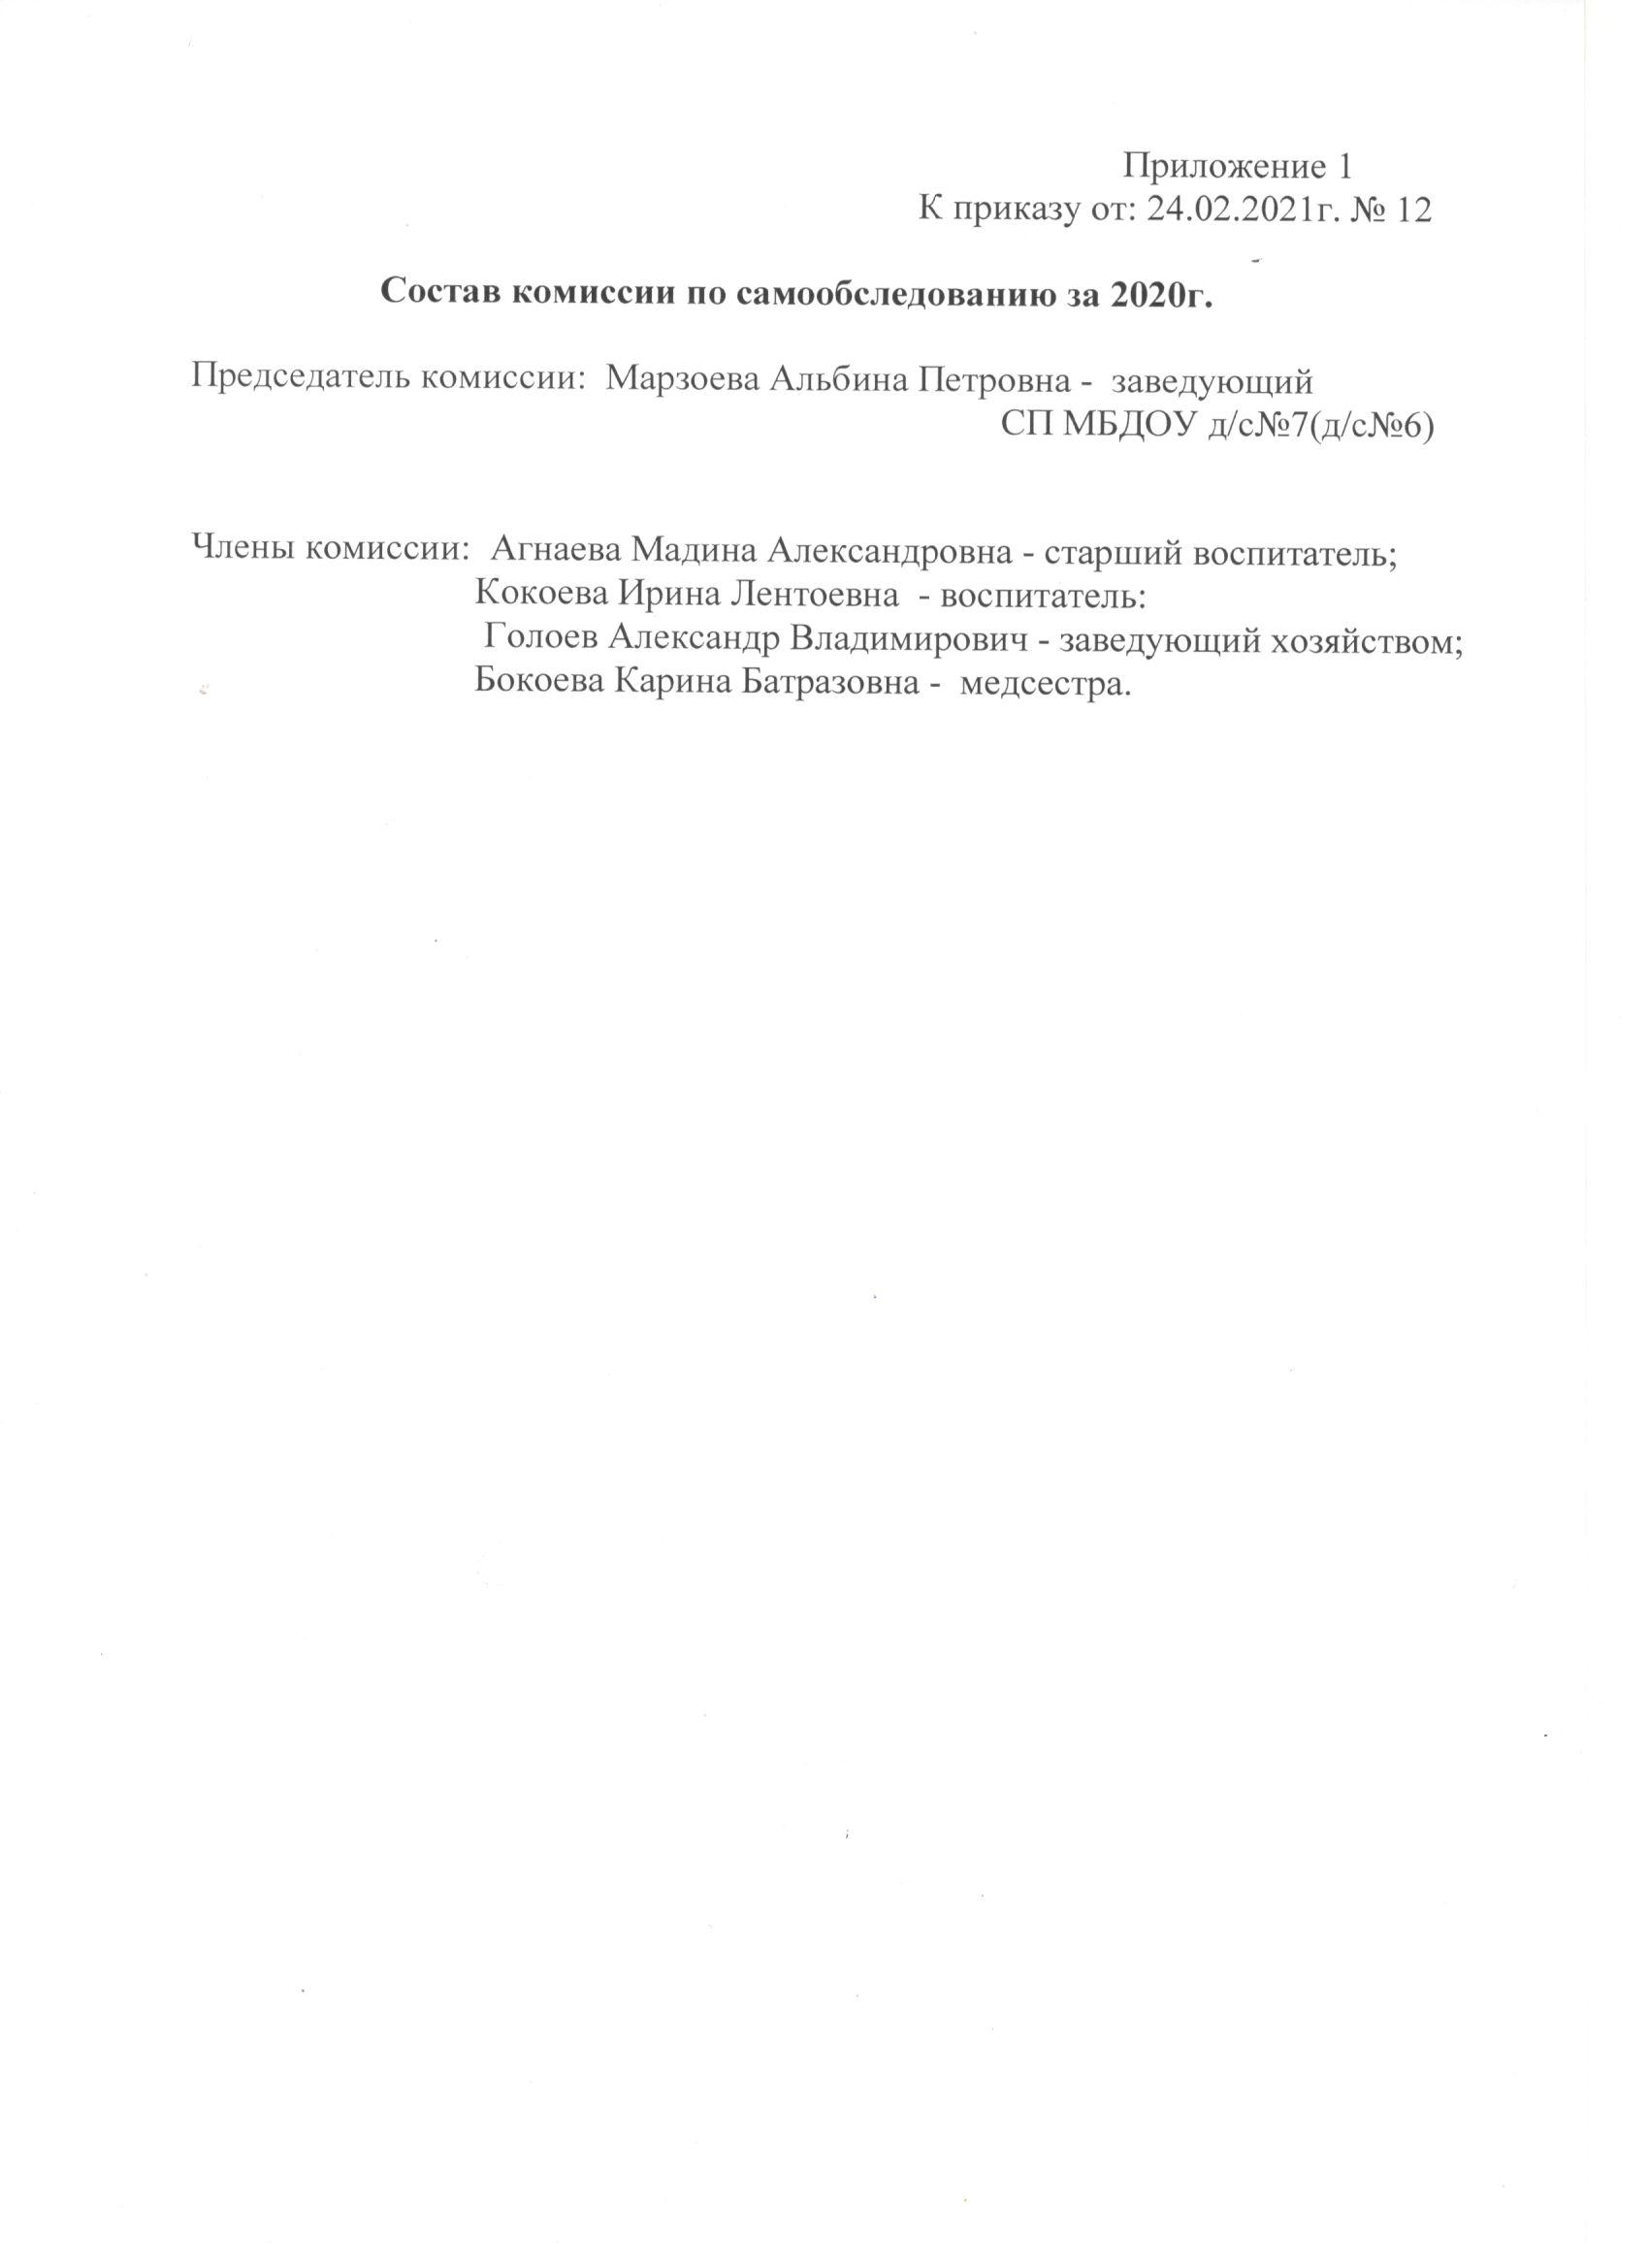 Приложение 1
К приказу от: 24.02.2021г. № 12
Состав комиссии по самообследованию за 2020г.
Председатель комиссии: Марзоева Альбина Петровна - заведующий
СП МБДОУ д/с№7(д/с№6)
Члены комиссии: Агнаева Мадина Александровна - старший воспитатель;
Кокоева Ирина Лентоевна - воспитатель:
Голоев Александр Владимирович - заведующий хозяйством;
Бокоева Карина Батразовна - медсестра.